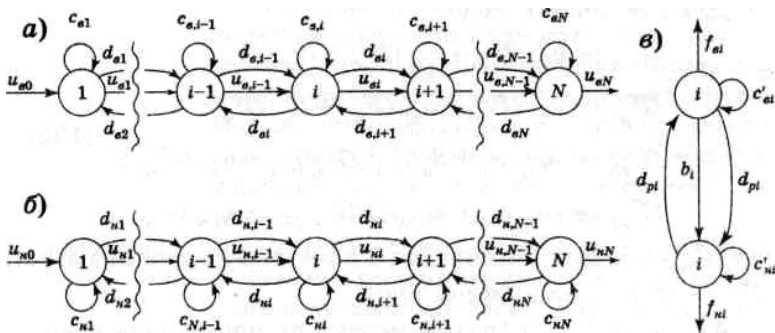 c_{в1} c_{в,i-1} c_{в,i} c_{в,i+1} c_{вN}
а) d_{в1} d_{в,i-1} d_{вi} d_{в,N-1} в)
u_{в0} 1 u_{в1} i-1 u_{в,i-1} i u_{вi} i+1 u_{в,N-1} N u_{вN}
d_{в2} d_{вi} d_{в,i+1} d_{вN}
б) d_{н1} d_{н,i-1} d_{нi} d_{н,N-1}
u_{н0} 1 u_{н1} i-1 u_{н,i-1} i u_{нi} i+1 u_{н,N-1} N u_{нN}
d_{н2} d_{нi} d_{н,i+1} d_{нN}
c_{н1} c_{N,i-1} c_{нi} c_{н,i+1} c_{нN}
f_{вi}
i c'_{вi}
d_{pi} b_i d_{pi}
i c'_{нi}
f_{нi}